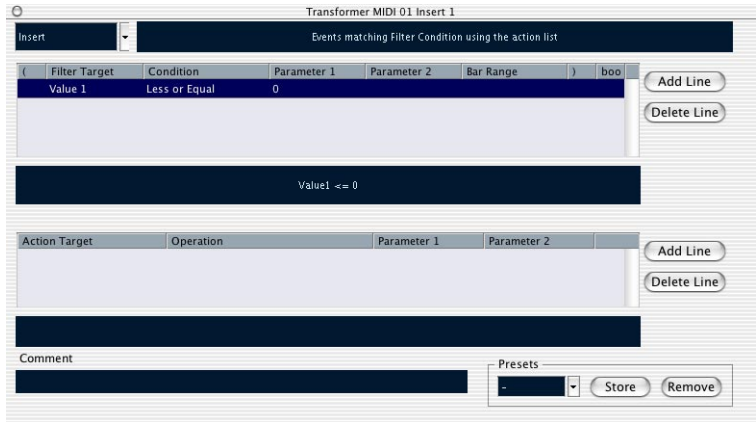 Transformer MIDI 01 Insert 1
Insert
Events matching Filter Condition using the action list
( Filter Target Condition Parameter 1 Parameter 2 Bar Range ) boo
Value 1 Less or Equal 0
Add Line
Delete Line
Value1 <= 0
Action Target Operation Parameter 1 Parameter 2
Add Line
Delete Line
Comment
Presets
- Store Remove